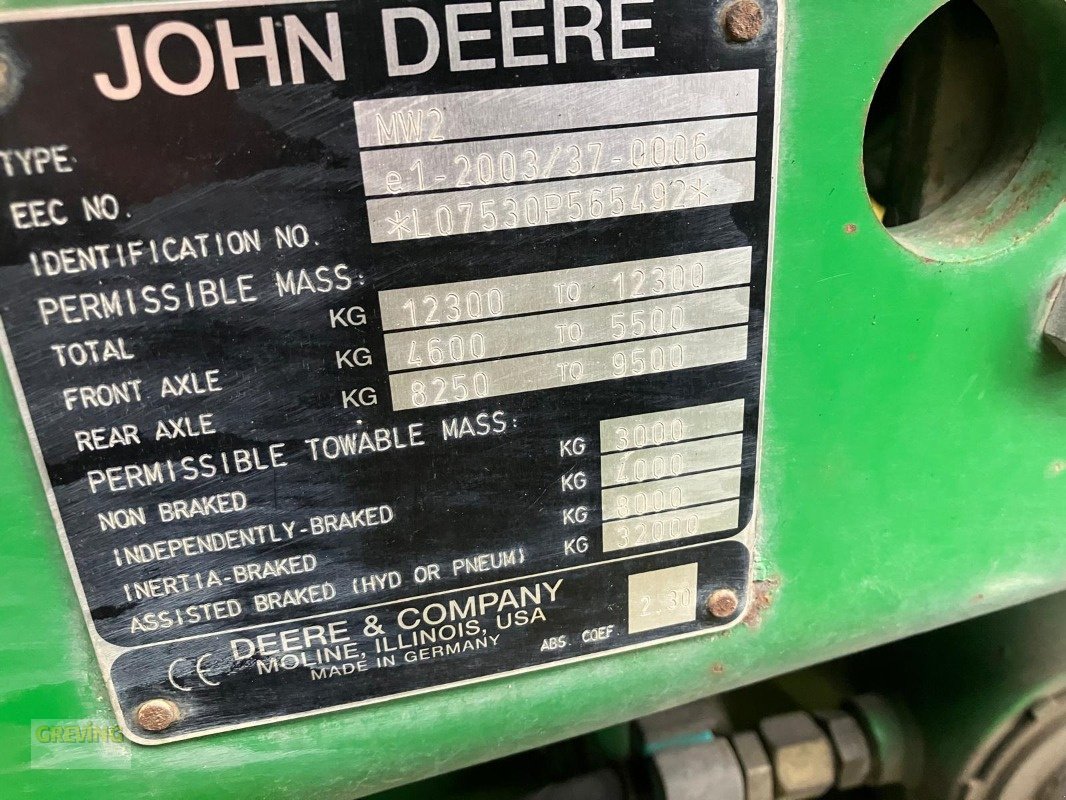 JOHN DEERE
TYPE MW2
EEC NO. e1-2003/37-0006
IDENTIFICATION NO. *L07530P565492*
PERMISSIBLE MASS:
TOTAL KG 12300 TO 12300
FRONT AXLE KG 4600 TO 5500
REAR AXLE KG 8250 TO 9500
PERMISSIBLE TOWABLE MASS:
NON BRAKED KG 3000
INDEPENDENTLY-BRAKED KG 4000
INERTIA-BRAKED KG 8000
ASSISTED BRAKED (HYD OR PNEUM) KG 32000
CE DEERE & COMPANY
MOLINE, ILLINOIS, USA
MADE IN GERMANY
ABS. COEF. 2.30
GREVING